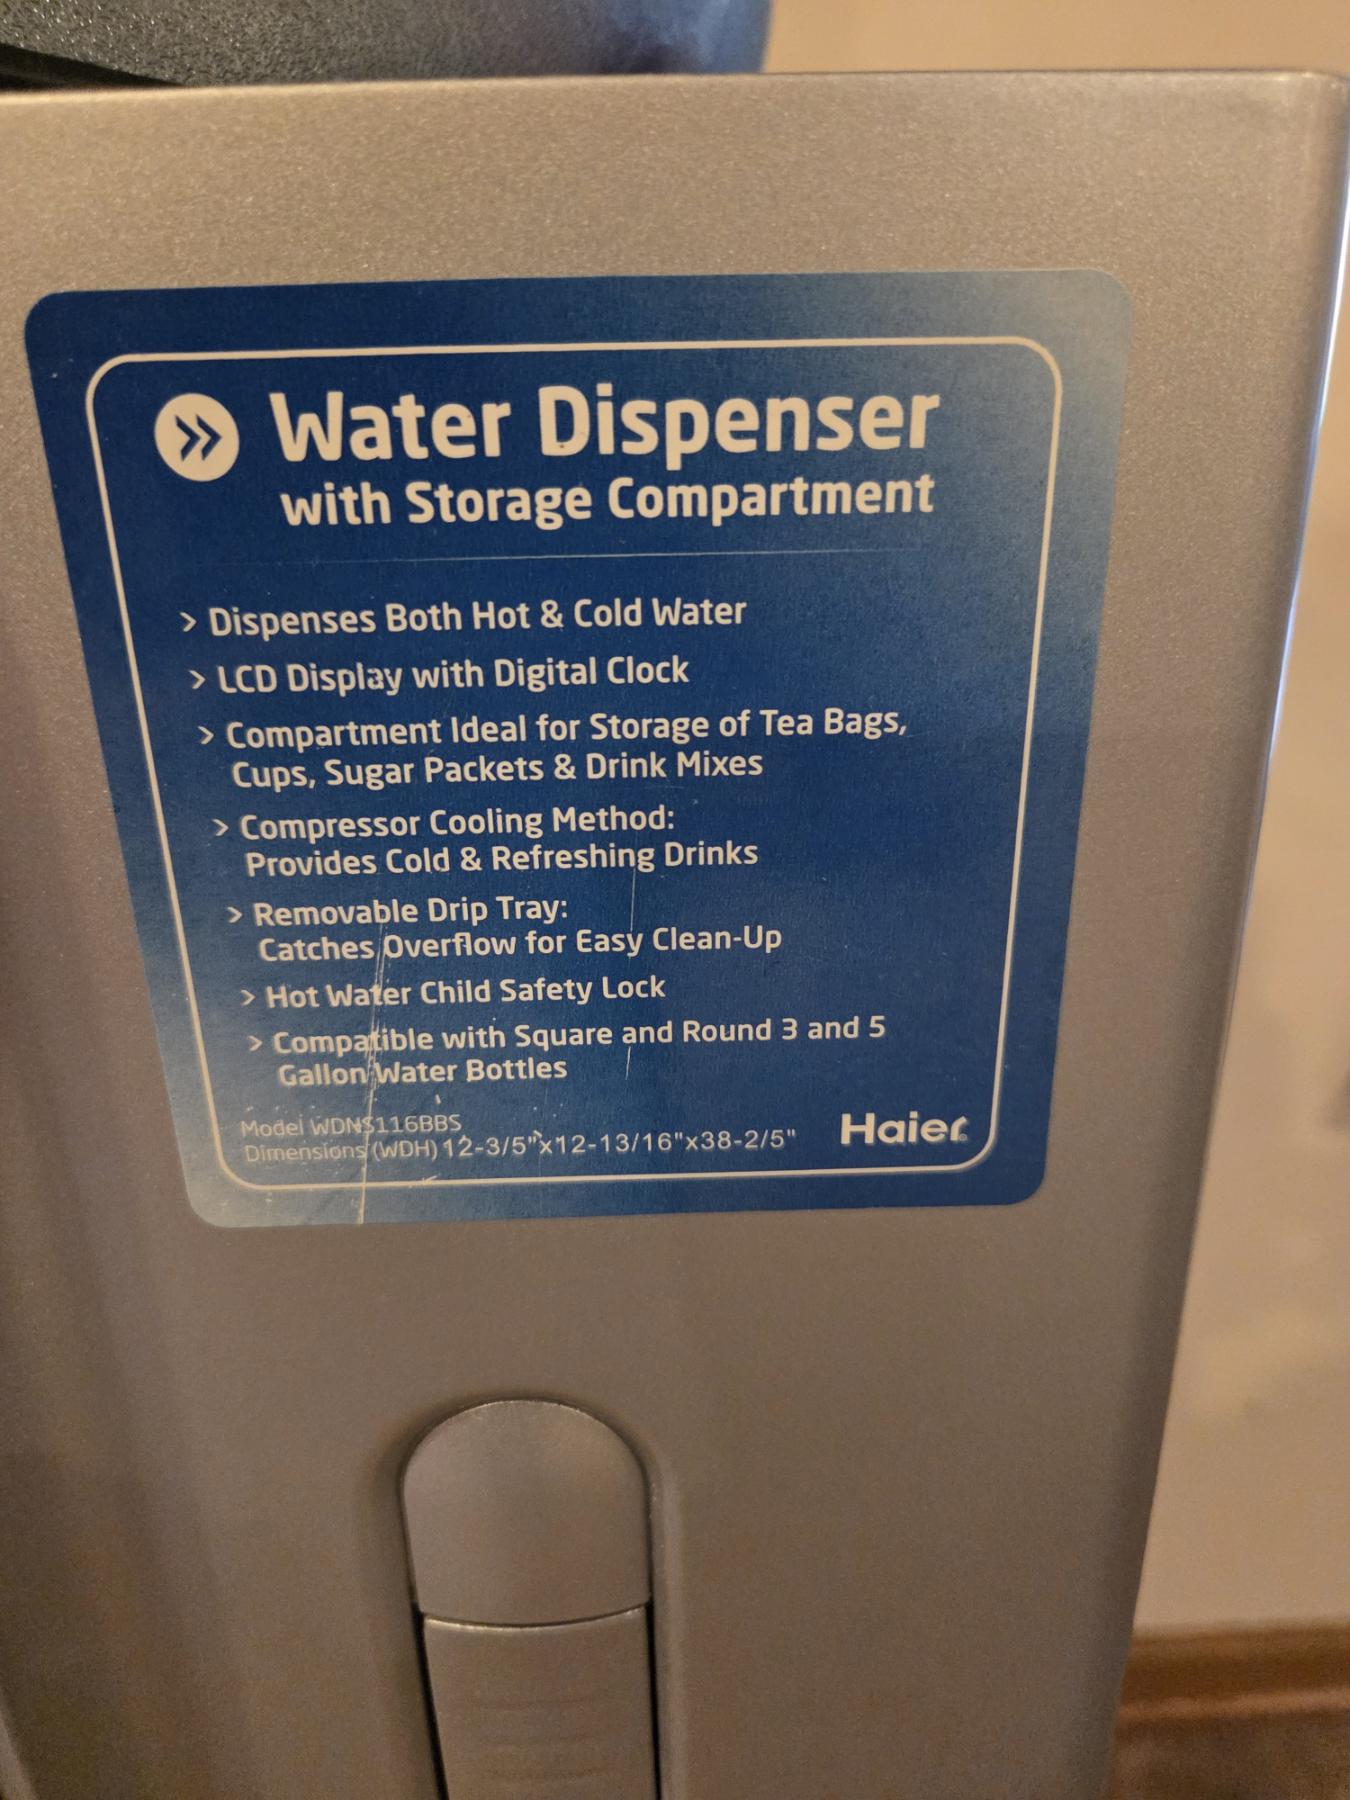 Water Dispenser
with Storage Compartment
> Dispenses Both Hot & Cold Water
> LCD Display with Digital Clock
> Compartment Ideal for Storage of Tea Bags,
Cups, Sugar Packets & Drink Mixes
> Compressor Cooling Method:
Provides Cold & Refreshing Drinks
> Removable Drip Tray:
Catches Overflow for Easy Clean-Up
> Hot Water Child Safety Lock
> Compatible with Square and Round 3 and 5
Gallon Water Bottles
Model WDNS116BBS
Dimensions (WDH) 12-3/5"x12-13/16"x38-2/5"
Haier